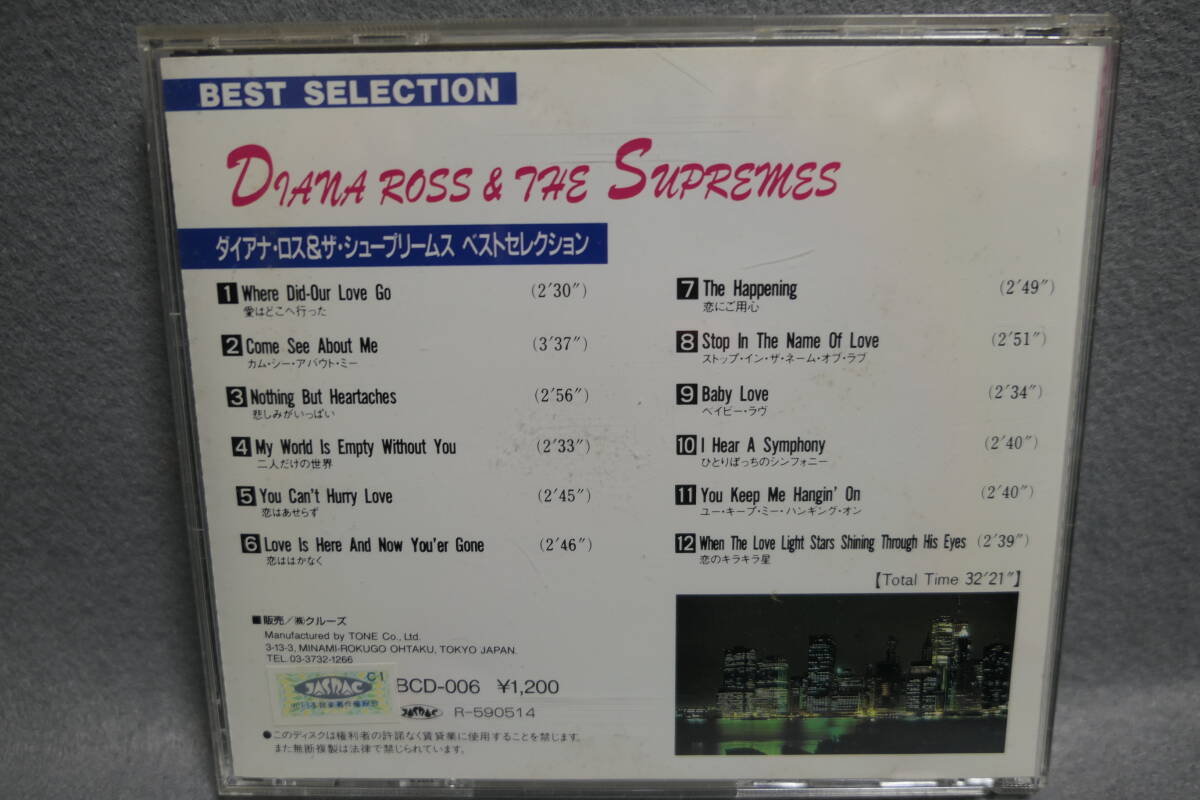 BEST SELECTION
DIANA ROSS & THE SUPREMES
ダイアナ・ロス&ザ・シュープリームス ベストセレクション
1 Where Did-Our Love Go (2'30")
愛はどこへ行った
2 Come See About Me (3'37")
カム・シー・アバウト・ミー
3 Nothing But Heartaches (2'56")
悲しみがいっぱい
4 My World Is Empty Without You (2'33")
二人だけの世界
5 You Can't Hurry Love (2'45")
恋はあせらず
6 Love Is Here And Now You'er Gone (2'46")
恋ははかなく
7 The Happening (2'49")
恋にご用心
8 Stop In The Name Of Love (2'51")
ストップ・イン・ザ・ネーム・オブ・ラブ
9 Baby Love (2'34")
ベイビー・ラヴ
10 I Hear A Symphony (2'40")
ひとりぼっちのシンフォニー
11 You Keep Me Hangin' On (2'40")
ユー・キープ・ミー・ハンギング・オン
12 When The Love Light Stars Shining Through His Eyes (2'39")
恋のキラキラ星
【Total Time 32'21"】
■販売/㈱クルーズ
Manufactured by TONE Co., Ltd.
3-13-3, MINAMI-ROKUGO OHTAKU, TOKYO JAPAN.
TEL.03-3732-1266
C1
JASRAC
BCD-006 ¥1,200
JASRAC R-590514
●このディスクは権利者の許諾なく賃貸業に使用することを禁じます。
また無断複製は法律で禁じられています。